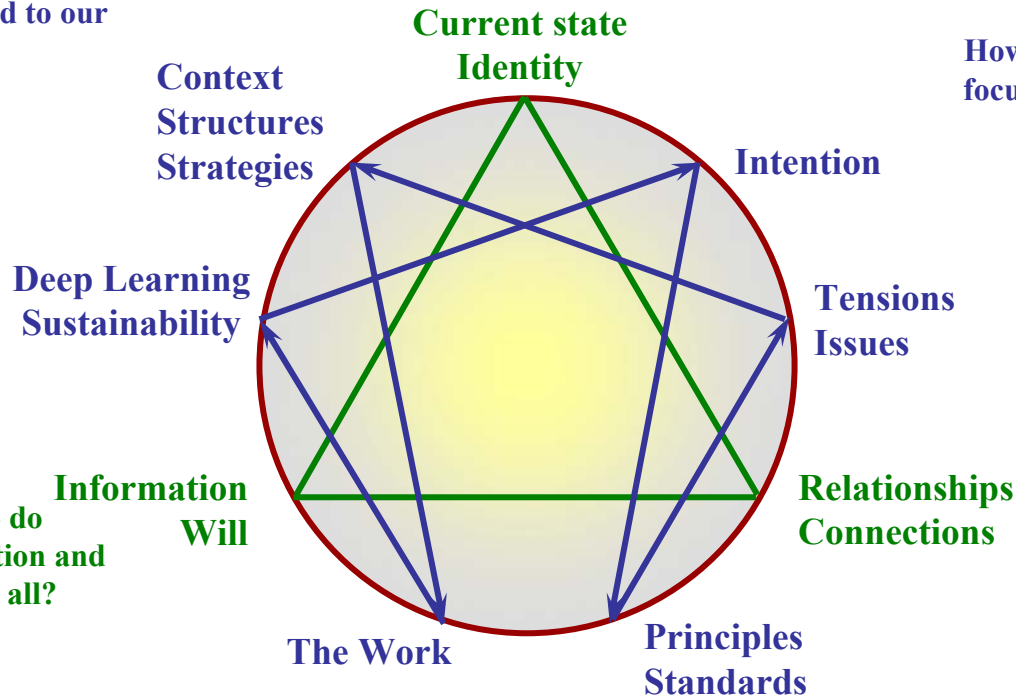 d to our
Current state
Identity
How
focu
Context
Structures
Strategies
Intention
Deep Learning
Sustainability
Tensions
Issues
Information
Will
do
tion and
all?
Relationships
Connections
The Work
Principles
Standards